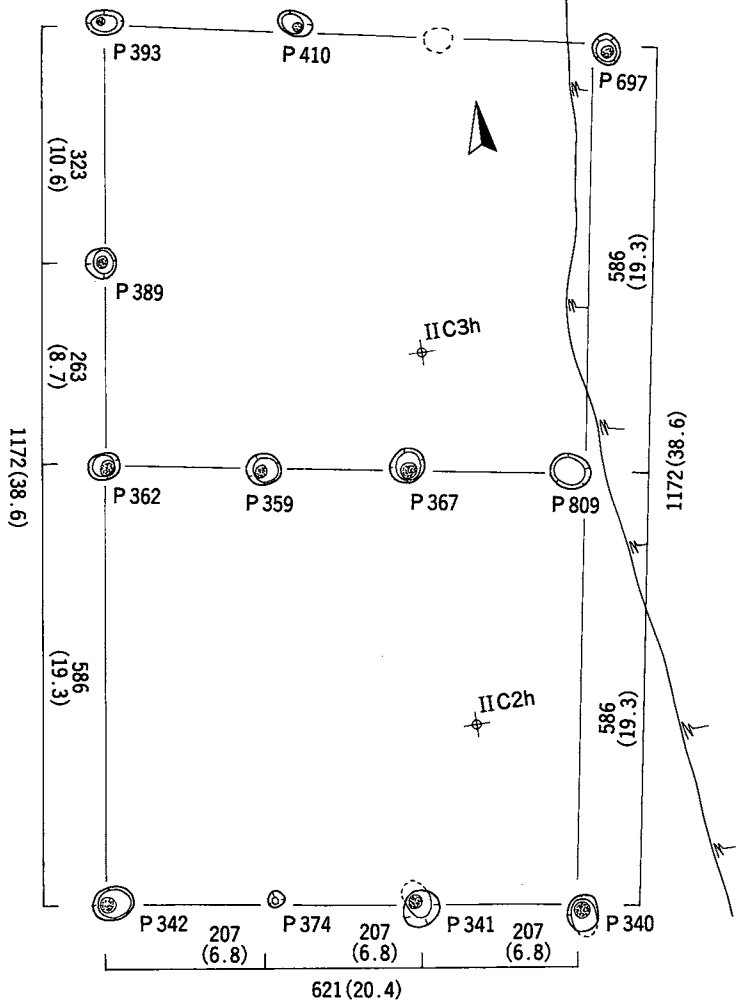 P393
P410
P697
323
(10.6)
586
(19.3)
P389
IIC3h
263
(8.7)
1172(38.6)
1172(38.6)
P362
P359
P367
P809
586
(19.3)
586
(19.3)
IIC2h
P342
P374
P341
P340
207
(6.8)
207
(6.8)
207
(6.8)
621(20.4)